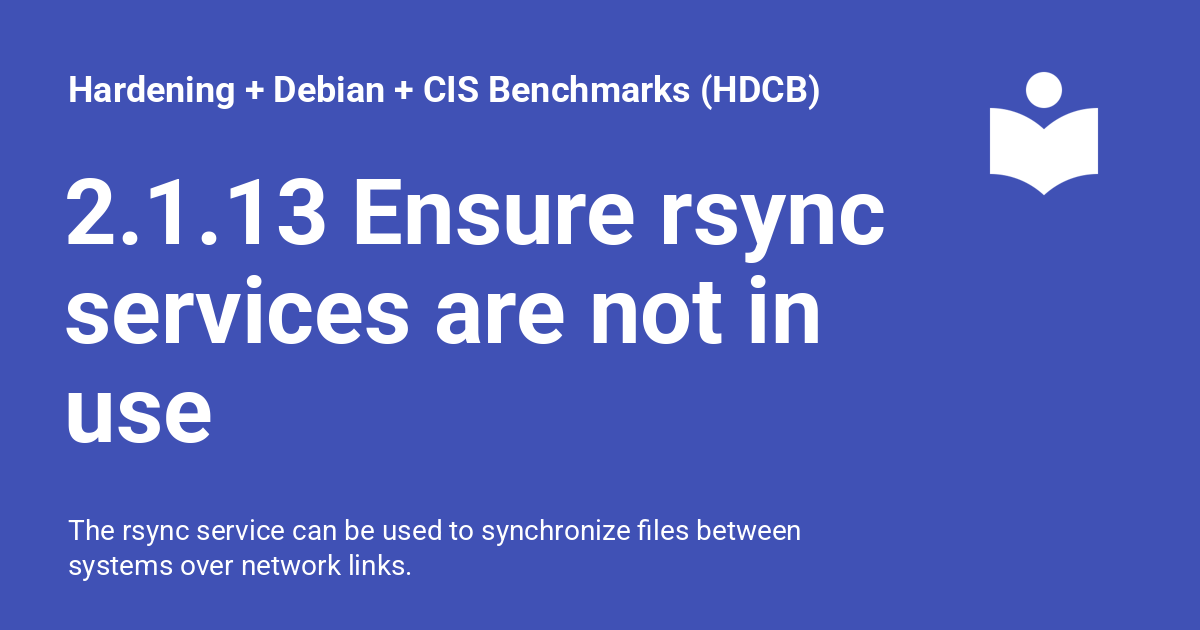 Hardening + Debian + CIS Benchmarks (HDCB)
2.1.13 Ensure rsync
services are not in
use
The rsync service can be used to synchronize files between
systems over network links.